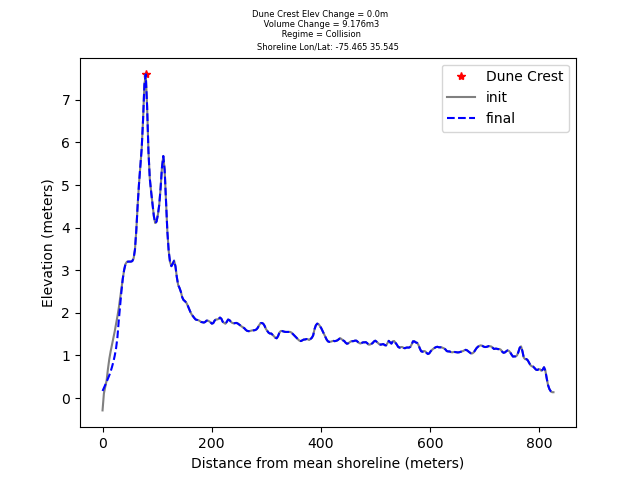 Dune Crest Elev Change = 0.0m
Volume Change = 9.176m3
Regime = Collision
Shoreline Lon/Lat: -75.465 35.545
Dune Crest
init
final
Elevation (meters)
7
6
5
4
3
2
1
0
0 200 400 600 800
Distance from mean shoreline (meters)